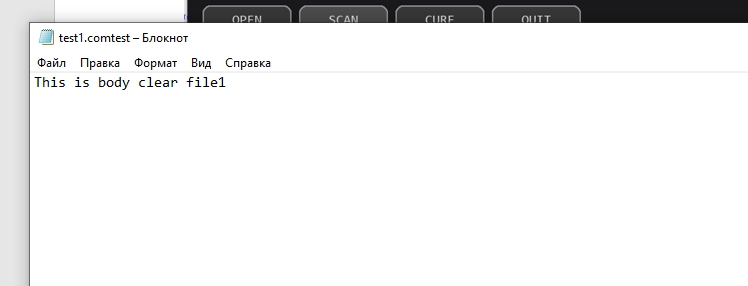 OPEN SCAN CURE QUIT
test1.comtest – Блокнот
Файл Правка Формат Вид Справка
This is body clear file1